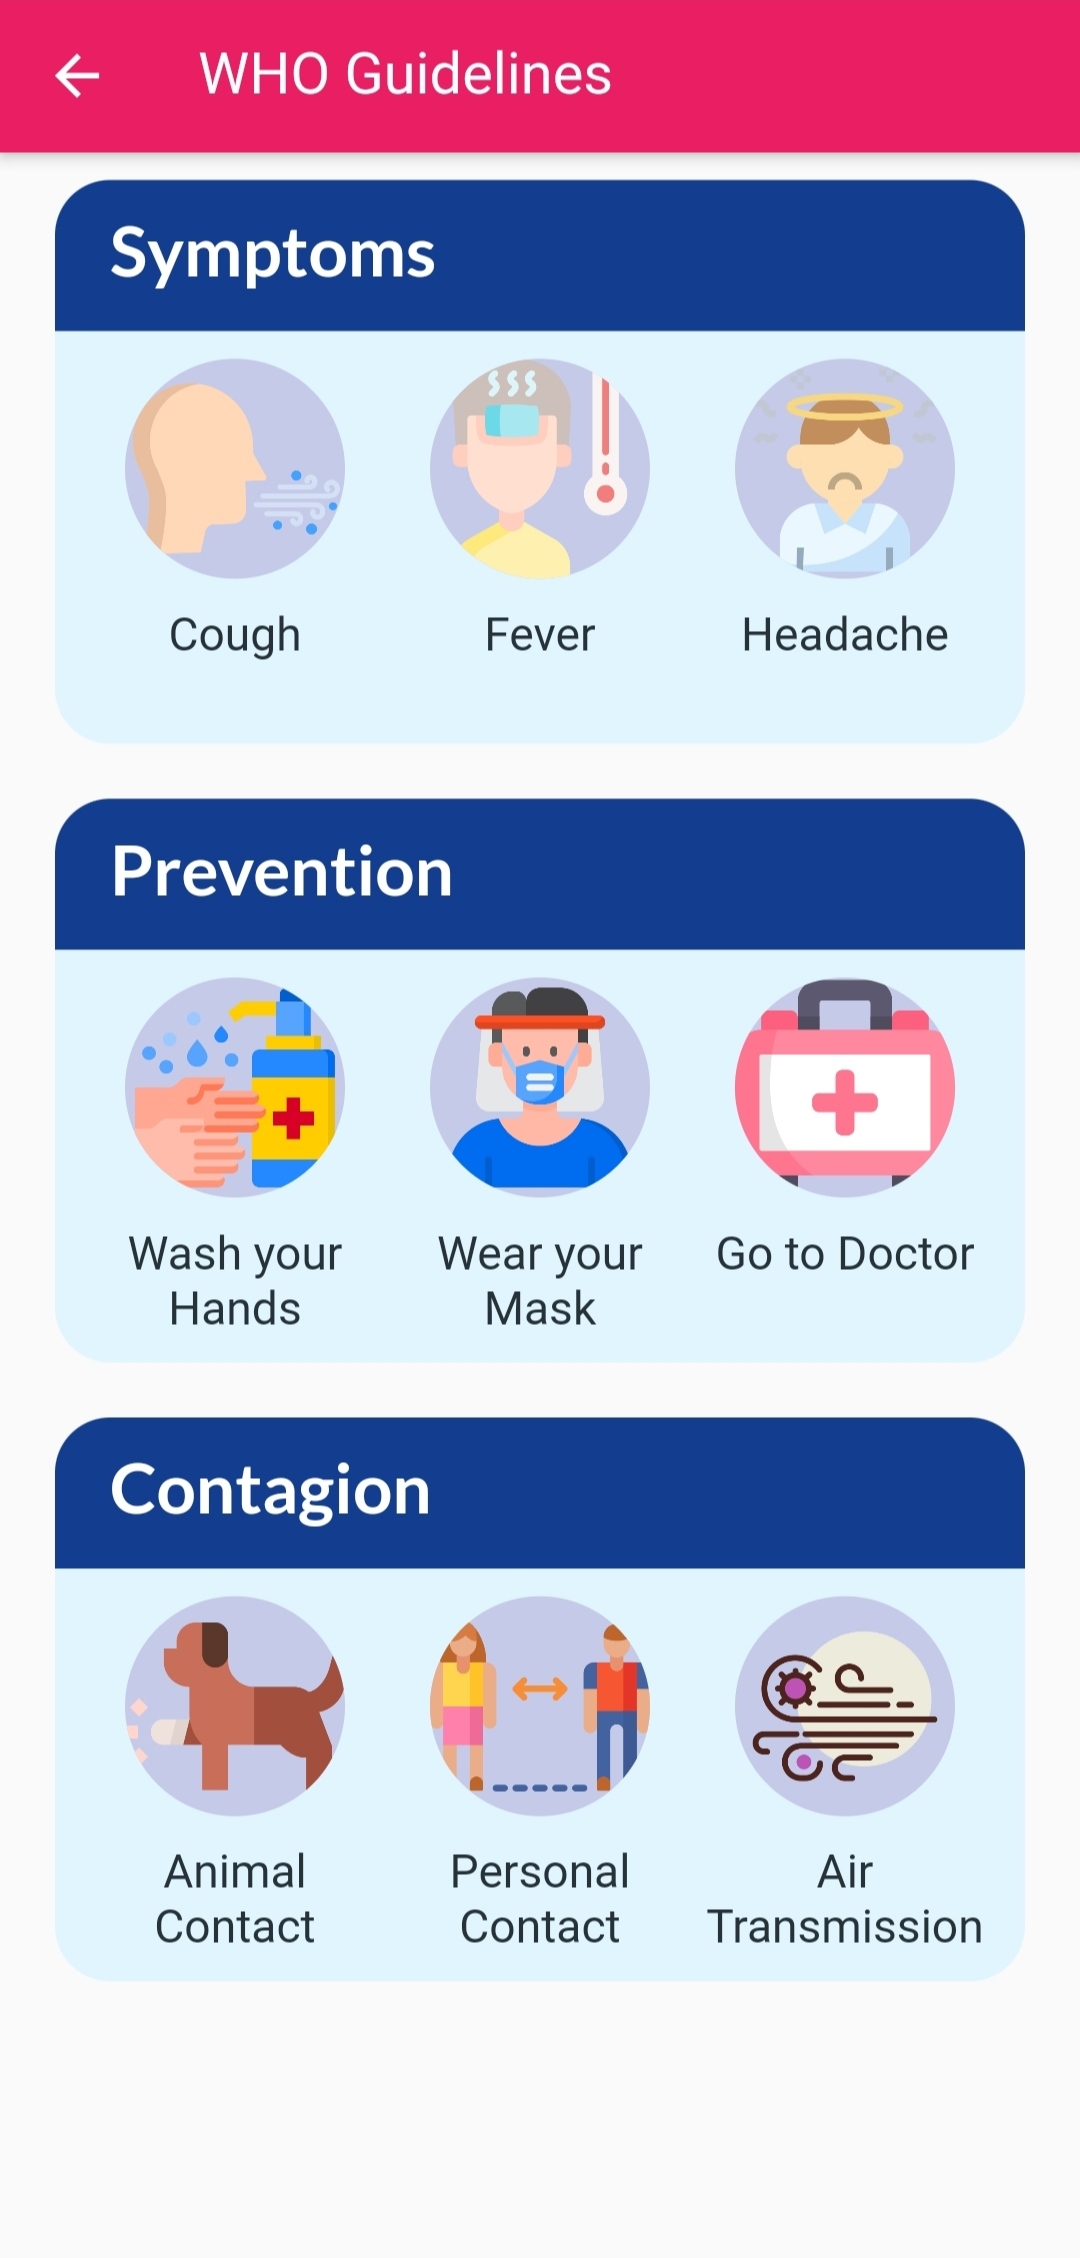 WHO Guidelines
Symptoms
Cough
Fever
Headache
Prevention
Wash your
Hands
Wear your
Mask
Go to Doctor
Contagion
Animal
Contact
Personal
Contact
Air
Transmission